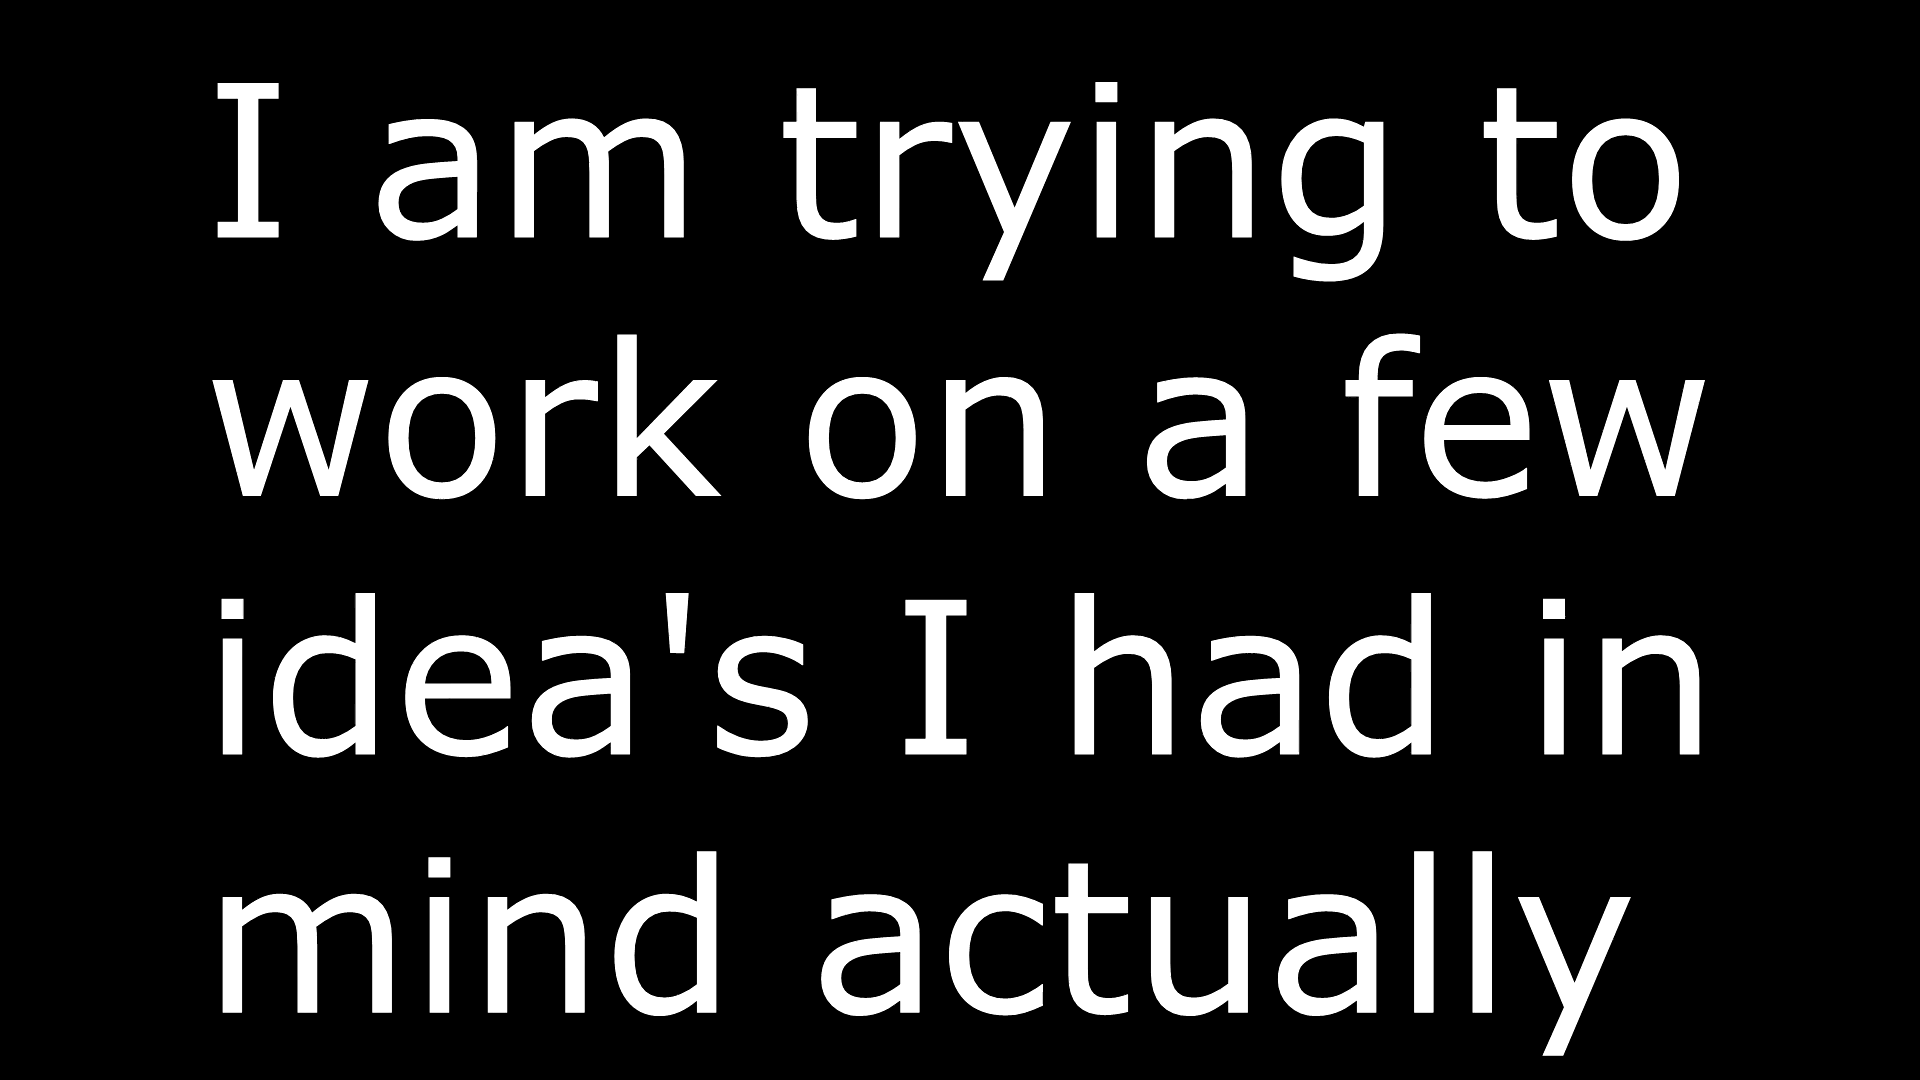 I am trying to
work on a few
idea's I had in
mind actually